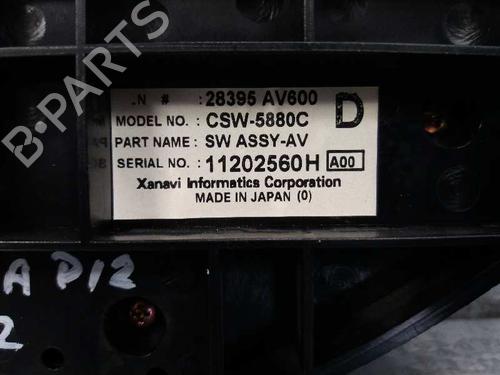 .N # : 28395 AV600
MODEL NO. : CSW-5880C
D
PART NAME : SW ASSY-AV
SERIAL NO. : 11202560H A00
Xanavi Informatics Corporation
MADE IN JAPAN (0)
A P12
2
B-PARTS